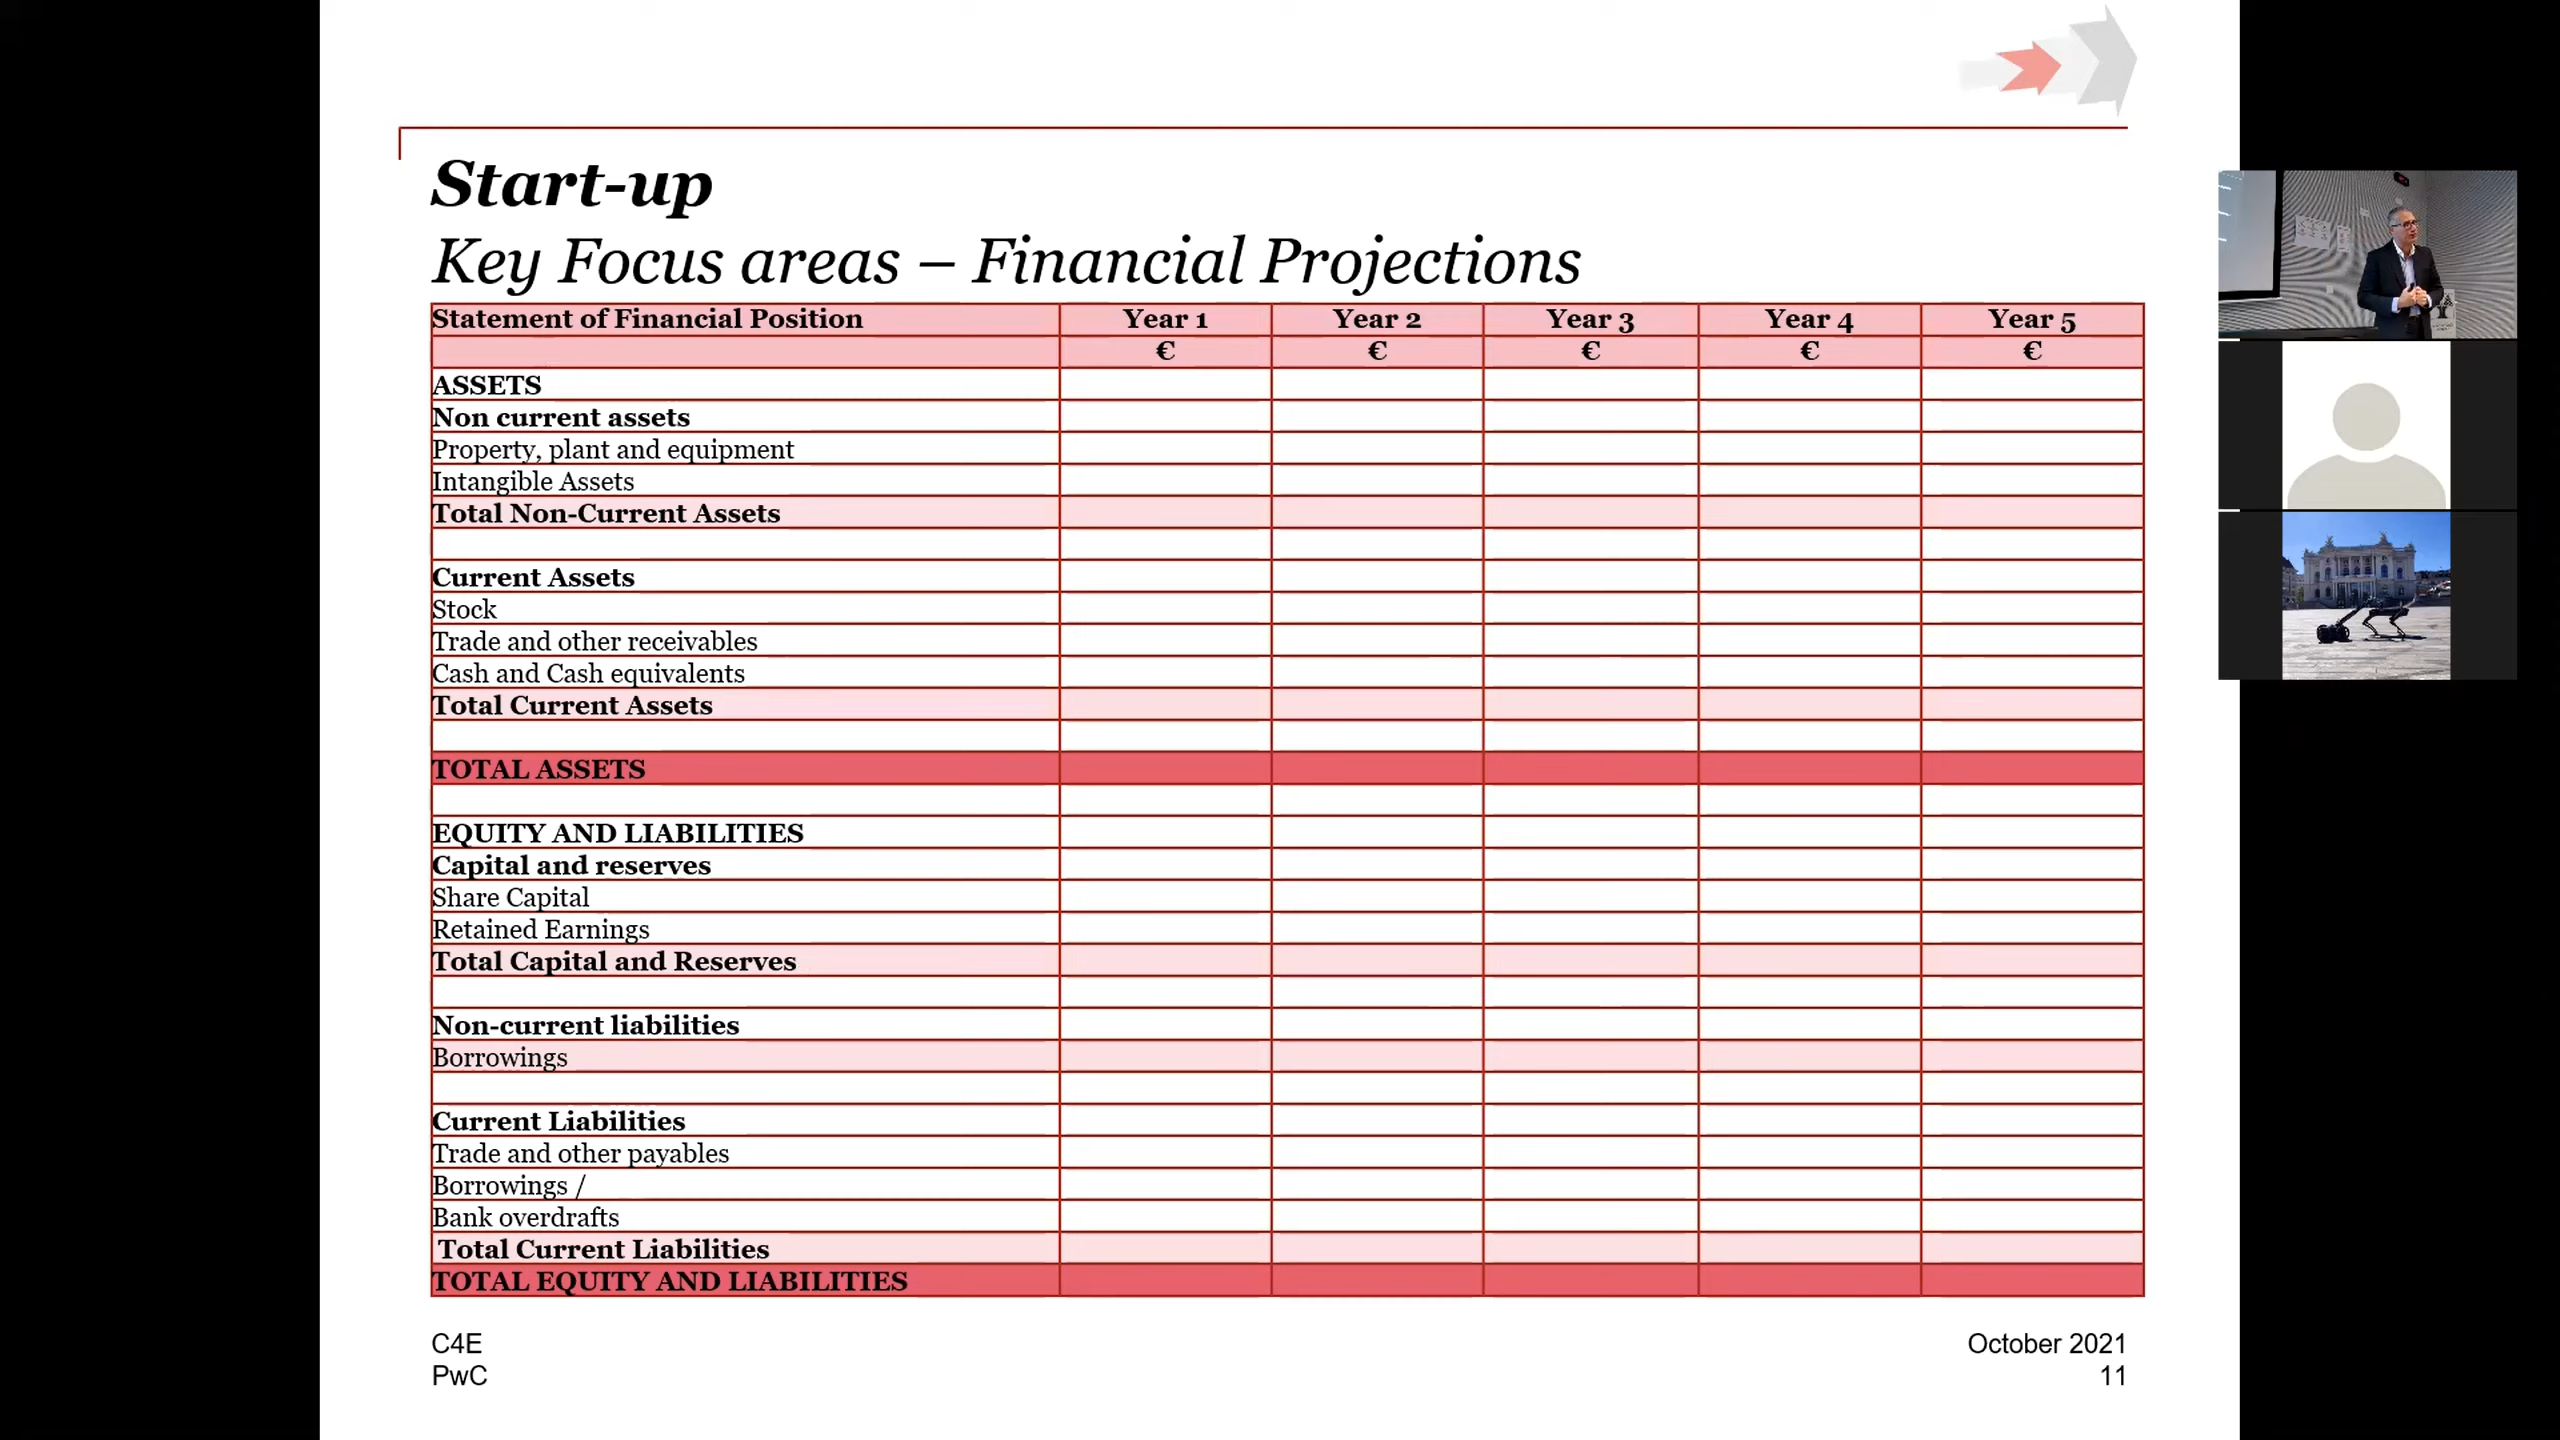 Start-up
Key Focus areas – Financial Projections
Statement of Financial Position Year 1 Year 2 Year 3 Year 4 Year 5
€ € € € €
ASSETS
Non current assets
Property, plant and equipment
Intangible Assets
Total Non-Current Assets
Current Assets
Stock
Trade and other receivables
Cash and Cash equivalents
Total Current Assets
TOTAL ASSETS
EQUITY AND LIABILITIES
Capital and reserves
Share Capital
Retained Earnings
Total Capital and Reserves
Non-current liabilities
Borrowings
Current Liabilities
Trade and other payables
Borrowings /
Bank overdrafts
Total Current Liabilities
TOTAL EQUITY AND LIABILITIES
C4E October 2021
PwC 11